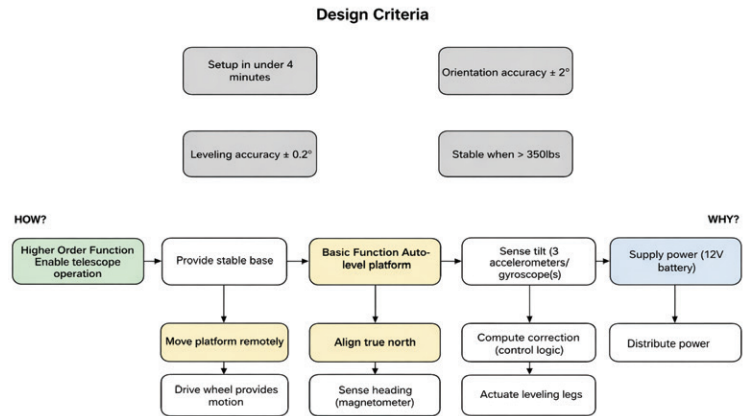 Design Criteria
Setup in under 4
minutes
Orientation accuracy ± 2°
Leveling accuracy ± 0.2°
Stable when > 350lbs
HOW?
WHY?
Higher Order Function
Enable telescope
operation
Provide stable base
Basic Function Auto-
level platform
Sense tilt (3
accelerometers/
gyroscope(s)
Supply power (12V
battery)
Move platform remotely
Align true north
Compute correction
(control logic)
Distribute power
Drive wheel provides
motion
Sense heading
(magnetometer)
Actuate leveling legs